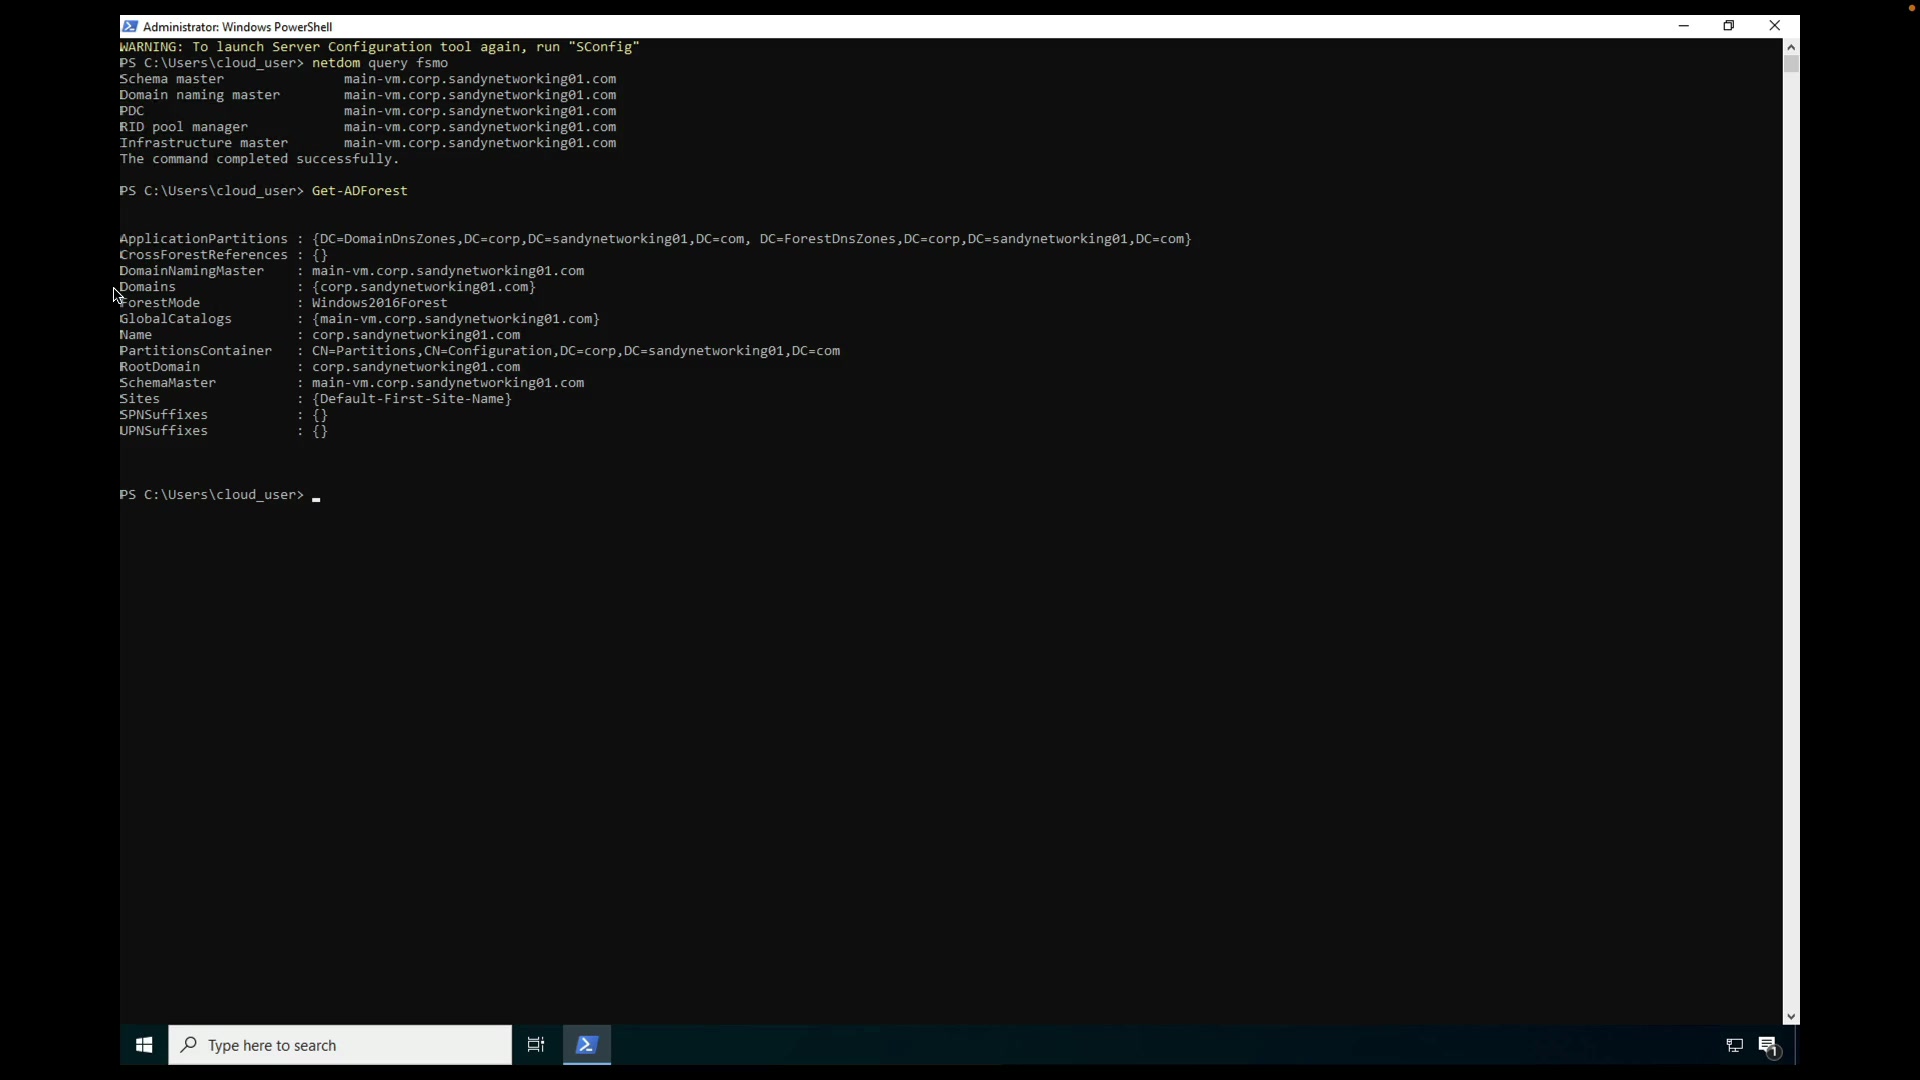 Administrator: Windows PowerShell
WARNING: To launch Server Configuration tool again, run "SConfig"
PS C:\Users\cloud_user> netdom query fsmo
Schema master               main-vm.corp.sandynetworking01.com
Domain naming master        main-vm.corp.sandynetworking01.com
PDC                         main-vm.corp.sandynetworking01.com
RID pool manager            main-vm.corp.sandynetworking01.com
Infrastructure master       main-vm.corp.sandynetworking01.com
The command completed successfully.
PS C:\Users\cloud_user> Get-ADForest
ApplicationPartitions : {DC=DomainDnsZones,DC=corp,DC=sandynetworking01,DC=com, DC=ForestDnsZones,DC=corp,DC=sandynetworking01,DC=com}
CrossForestReferences : {}
DomainNamingMaster    : main-vm.corp.sandynetworking01.com
Domains               : {corp.sandynetworking01.com}
ForestMode            : Windows2016Forest
GlobalCatalogs        : {main-vm.corp.sandynetworking01.com}
Name                  : corp.sandynetworking01.com
PartitionsContainer   : CN=Partitions,CN=Configuration,DC=corp,DC=sandynetworking01,DC=com
RootDomain            : corp.sandynetworking01.com
SchemaMaster          : main-vm.corp.sandynetworking01.com
Sites                 : {Default-First-Site-Name}
SPNSuffixes           : {}
UPNSuffixes           : {}
PS C:\Users\cloud_user> _
Type here to search
1